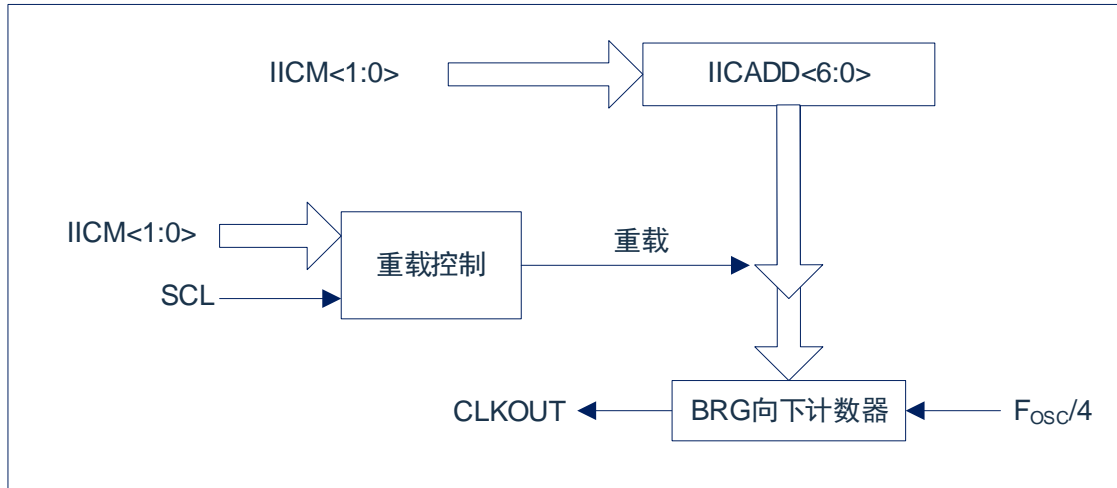 IICM<1:0>
IICADD<6:0>
IICM<1:0>
重载控制
重载
SCL
CLKOUT
BRG向下计数器
FOSC/4